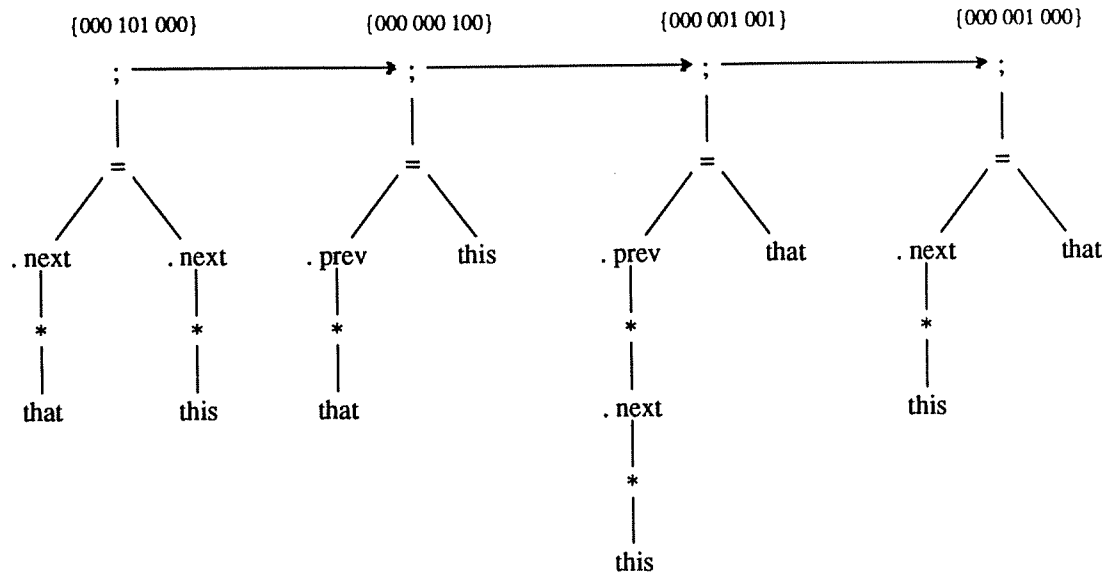 {000 101 000} {000 000 100} {000 001 001} {000 001 000}
; ; ; ;
= = = =
. next . next . prev this . prev that . next that
* * * * *
that this that . next this
*
this